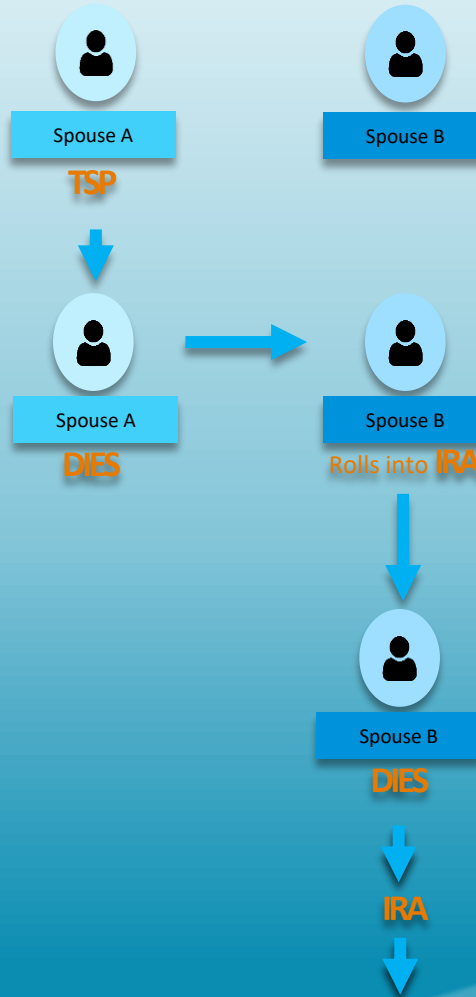 Spouse A
Spouse B
TSP
Spouse A
Spouse B
DIES
Rolls into IRA
Spouse B
DIES
IRA